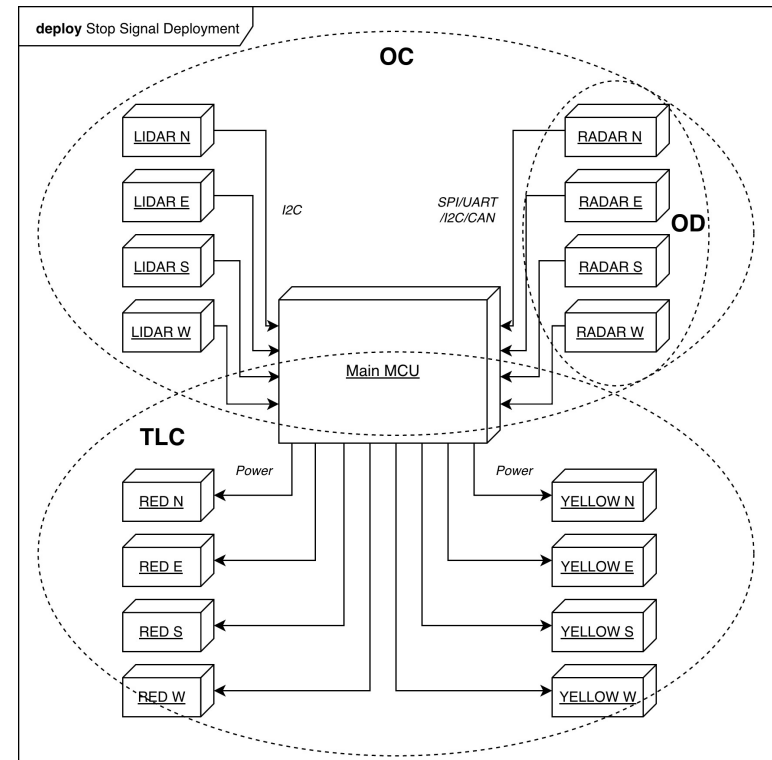 deploy Stop Signal Deployment
OC
LIDAR N
RADAR N
LIDAR E
I2C
SPI/UART
/I2C/CAN
RADAR E
OD
LIDAR S
RADAR S
LIDAR W
RADAR W
Main MCU
TLC
Power
Power
RED N
YELLOW N
RED E
YELLOW E
RED S
YELLOW S
RED W
YELLOW W